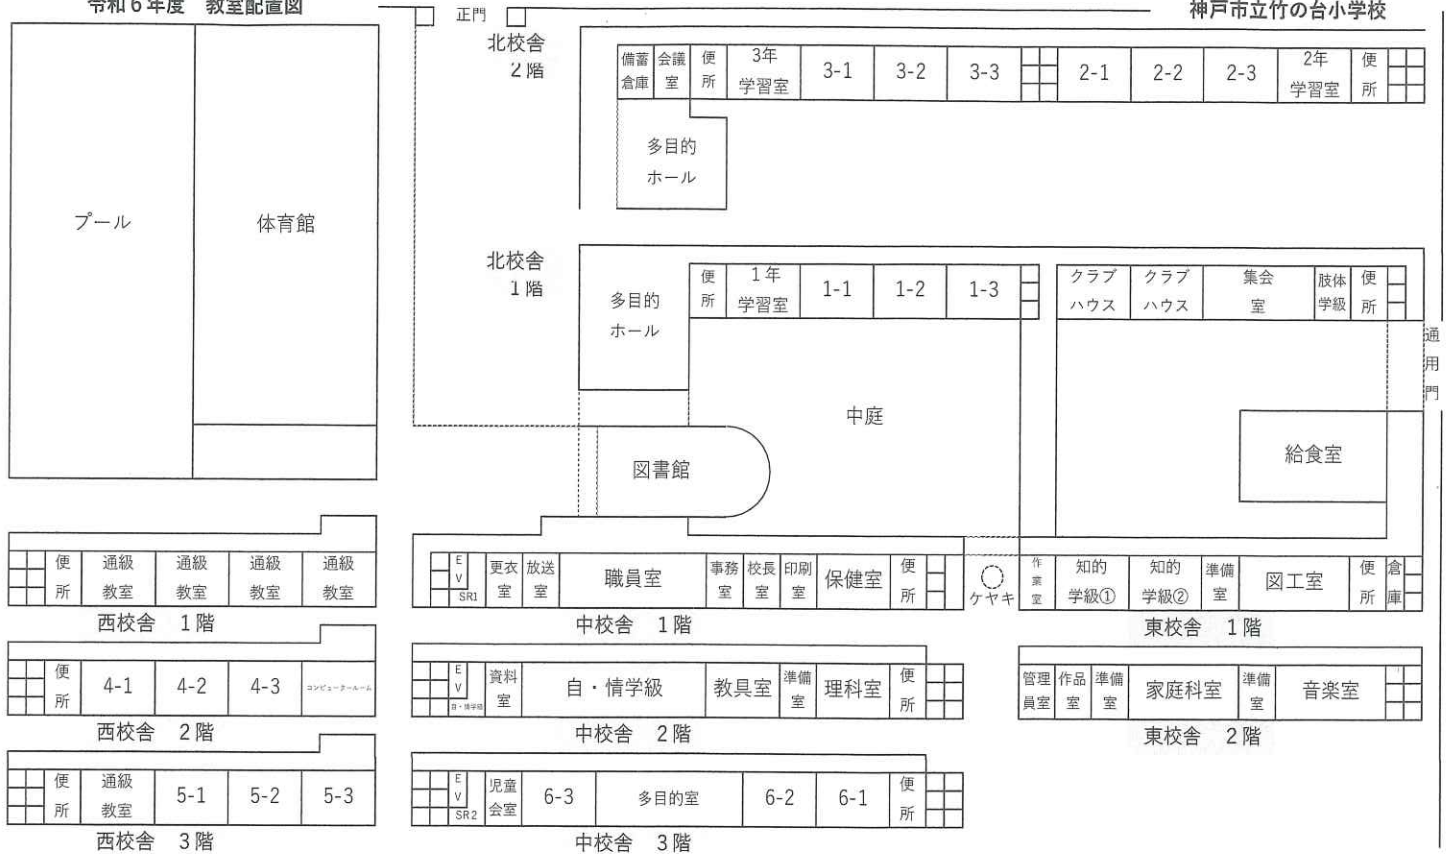 令和６年度　教室配置図
正門
神戸市立竹の台小学校
北校舎
２階
備蓄
倉庫
会議
室
便
所
3年
学習室
3-1
3-2
3-3
2-1
2-2
2-3
2年
学習室
便
所
多目的
ホール
プール
体育館
北校舎
１階
多目的
ホール
便
所
１年
学習室
1-1
1-2
1-3
クラブ
ハウス
クラブ
ハウス
集会
室
肢体
学級
便
所
通
用
門
中庭
図書館
給食室
便
所
通級
教室
通級
教室
通級
教室
通級
教室
西校舎　１階
E
V
SR1
更衣
室
放送
室
職員室
事務
室
校長
室
印刷
室
保健室
便
所
中校舎　１階
ケヤキ
作
業
室
知的
学級①
知的
学級②
準備
室
図工室
便
所
倉
庫
東校舎　１階
便
所
4-1
4-2
4-3
コンピュータールーム
西校舎　２階
E
V
自・情学級
資料
室
自・情学級
教具室
準備
室
理科室
便
所
中校舎　２階
管理
員室
作品
室
準備
室
家庭科室
準備
室
音楽室
東校舎　２階
便
所
通級
教室
5-1
5-2
5-3
西校舎　３階
E
V
SR2
児童
会室
6-3
多目的室
6-2
6-1
便
所
中校舎　３階